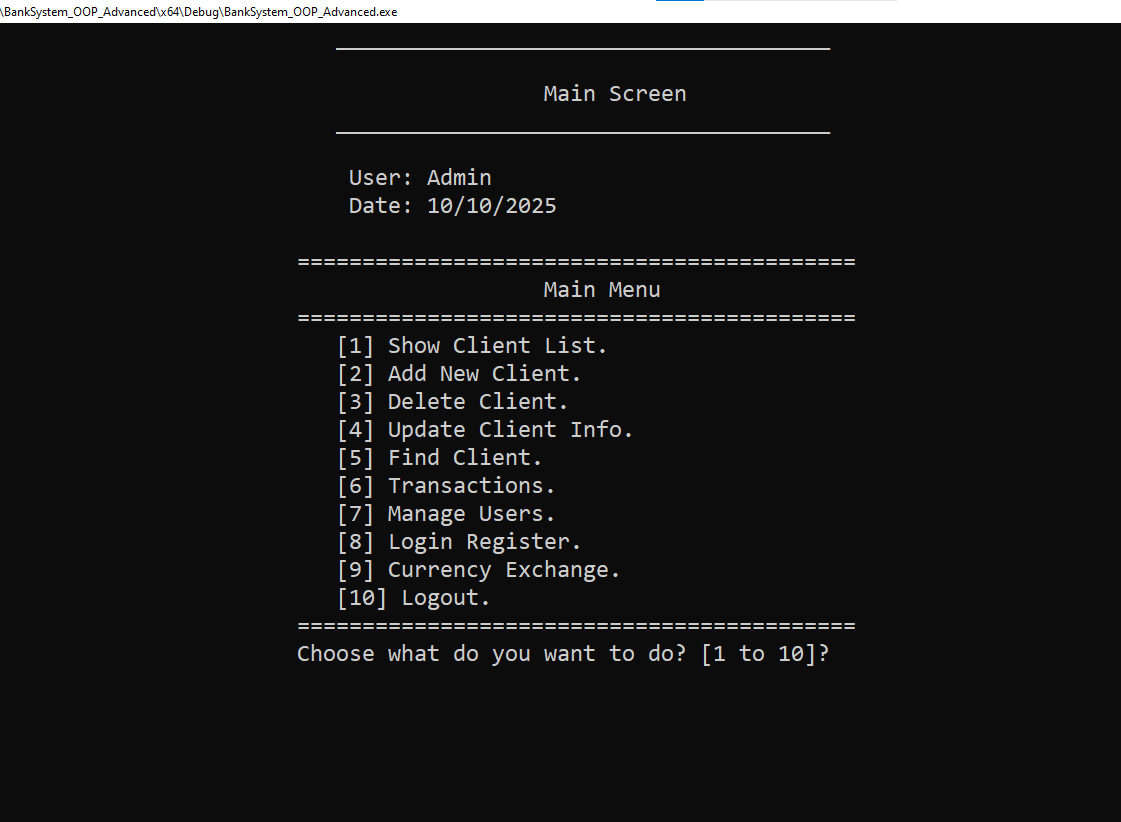 \BankSystem_OOP_Advanced\x64\Debug\BankSystem_OOP_Advanced.exe
Main Screen
User: Admin
Date: 10/10/2025
===========================================
Main Menu
===========================================
[1] Show Client List.
[2] Add New Client.
[3] Delete Client.
[4] Update Client Info.
[5] Find Client.
[6] Transactions.
[7] Manage Users.
[8] Login Register.
[9] Currency Exchange.
[10] Logout.
===========================================
Choose what do you want to do? [1 to 10]?